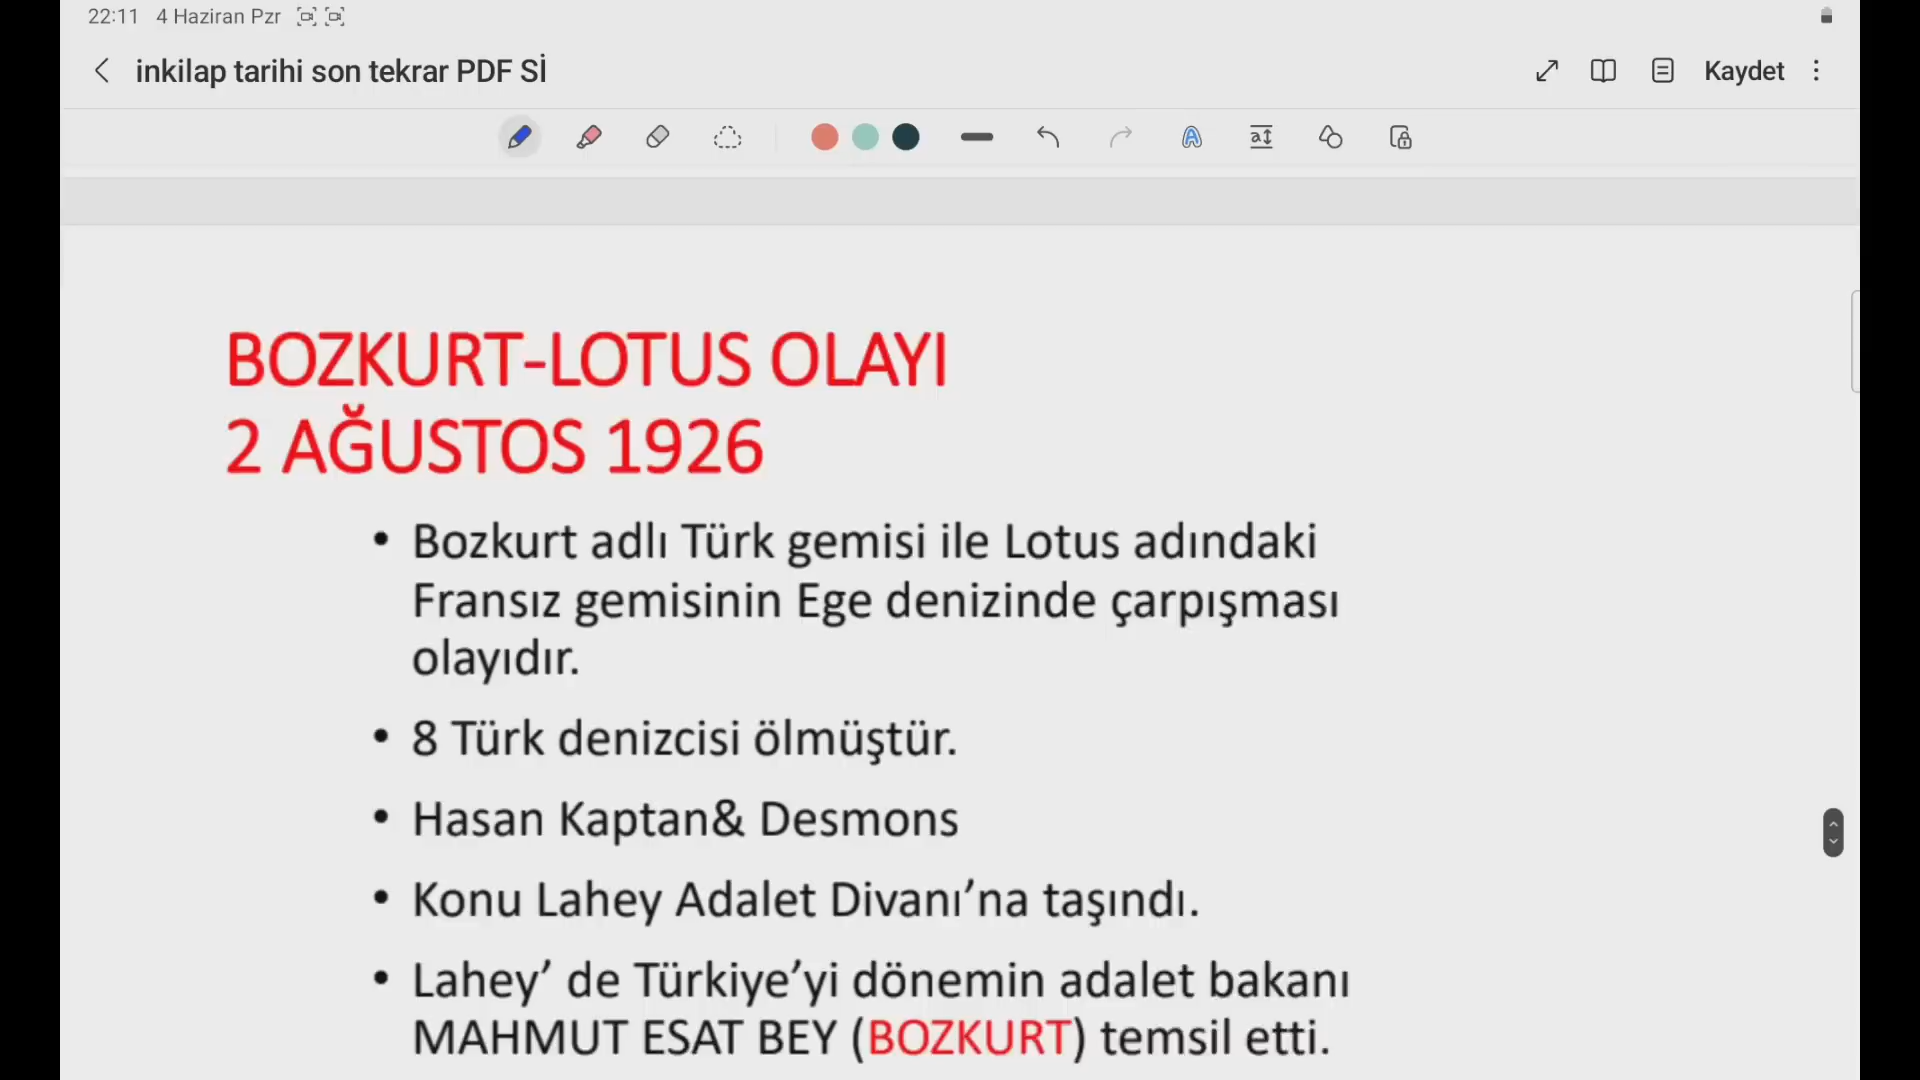 22:11 4 Haziran Pzr
inkilap tarihi son tekrar PDF Sİ
Kaydet
BOZKURT-LOTUS OLAYI
2 AĞUSTOS 1926
• Bozkurt adlı Türk gemisi ile Lotus adındaki
Fransız gemisinin Ege denizinde çarpışması
olayıdır.
• 8 Türk denizcisi ölmüştür.
• Hasan Kaptan& Desmons
• Konu Lahey Adalet Divanı’na taşındı.
• Lahey’ de Türkiye’yi dönemin adalet bakanı
MAHMUT ESAT BEY (BOZKURT) temsil etti.